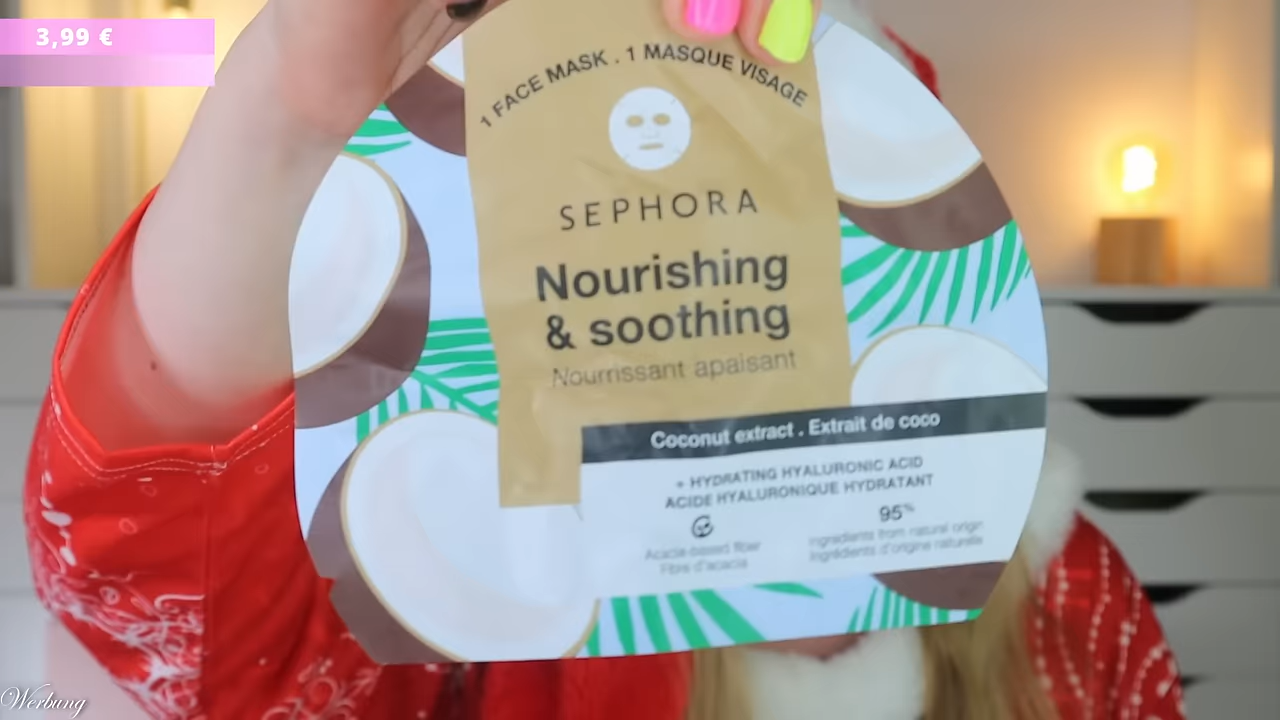 3,99 €
1 FACE MASK . 1 MASQUE VISAGE
SEPHORA
Nourishing
& soothing
Nourrissant apaisant
Coconut extract . Extrait de coco
+ HYDRATING HYALURONIC ACID
ACIDE HYALURONIQUE HYDRATANT
95%
Acacia-based fiber
Fibre d'acacia
Ingredients from natural origin
Ingrédients d'origine naturelle
Werbung